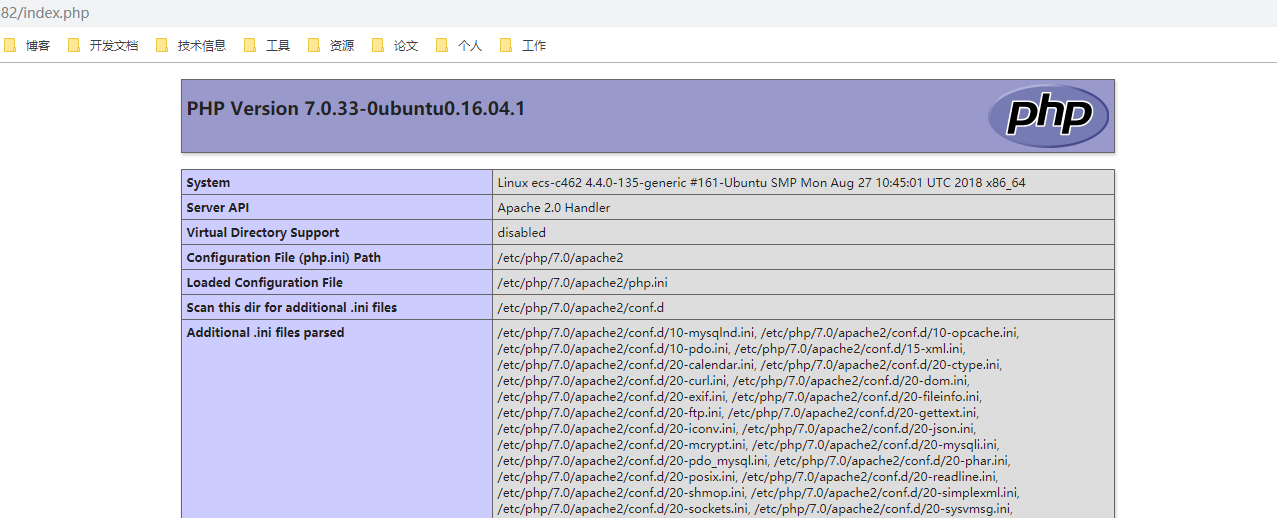 82/index.php
博客 开发文档 技术信息 工具 资源 论文 个人 工作
PHP Version 7.0.33-0ubuntu0.16.04.1
php
System Linux ecs-c462 4.4.0-135-generic #161-Ubuntu SMP Mon Aug 27 10:45:01 UTC 2018 x86_64
Server API Apache 2.0 Handler
Virtual Directory Support disabled
Configuration File (php.ini) Path /etc/php/7.0/apache2
Loaded Configuration File /etc/php/7.0/apache2/php.ini
Scan this dir for additional .ini files /etc/php/7.0/apache2/conf.d
Additional .ini files parsed /etc/php/7.0/apache2/conf.d/10-mysqlnd.ini, /etc/php/7.0/apache2/conf.d/10-opcache.ini,
/etc/php/7.0/apache2/conf.d/10-pdo.ini, /etc/php/7.0/apache2/conf.d/15-xml.ini,
/etc/php/7.0/apache2/conf.d/20-calendar.ini, /etc/php/7.0/apache2/conf.d/20-ctype.ini,
/etc/php/7.0/apache2/conf.d/20-curl.ini, /etc/php/7.0/apache2/conf.d/20-dom.ini,
/etc/php/7.0/apache2/conf.d/20-exif.ini, /etc/php/7.0/apache2/conf.d/20-fileinfo.ini,
/etc/php/7.0/apache2/conf.d/20-ftp.ini, /etc/php/7.0/apache2/conf.d/20-gettext.ini,
/etc/php/7.0/apache2/conf.d/20-iconv.ini, /etc/php/7.0/apache2/conf.d/20-json.ini,
/etc/php/7.0/apache2/conf.d/20-mcrypt.ini, /etc/php/7.0/apache2/conf.d/20-mysqli.ini,
/etc/php/7.0/apache2/conf.d/20-pdo_mysql.ini, /etc/php/7.0/apache2/conf.d/20-phar.ini,
/etc/php/7.0/apache2/conf.d/20-posix.ini, /etc/php/7.0/apache2/conf.d/20-readline.ini,
/etc/php/7.0/apache2/conf.d/20-shmop.ini, /etc/php/7.0/apache2/conf.d/20-simplexml.ini,
/etc/php/7.0/apache2/conf.d/20-sockets.ini, /etc/php/7.0/apache2/conf.d/20-sysvmsg.ini,